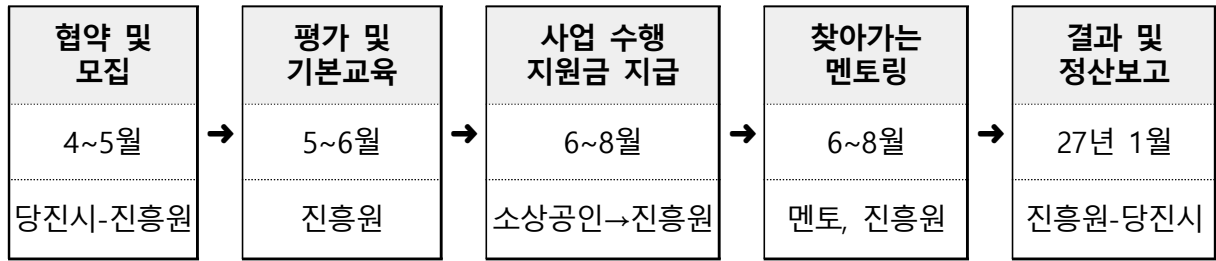 협약 및
모집
4~5월
당진시-진흥원
➜
평가 및
기본교육
5~6월
진흥원
➜
사업 수행
지원금 지급
6~8월
소상공인→진흥원
➜
찾아가는
멘토링
6~8월
멘토, 진흥원
➜
결과 및
정산보고
27년 1월
진흥원-당진시